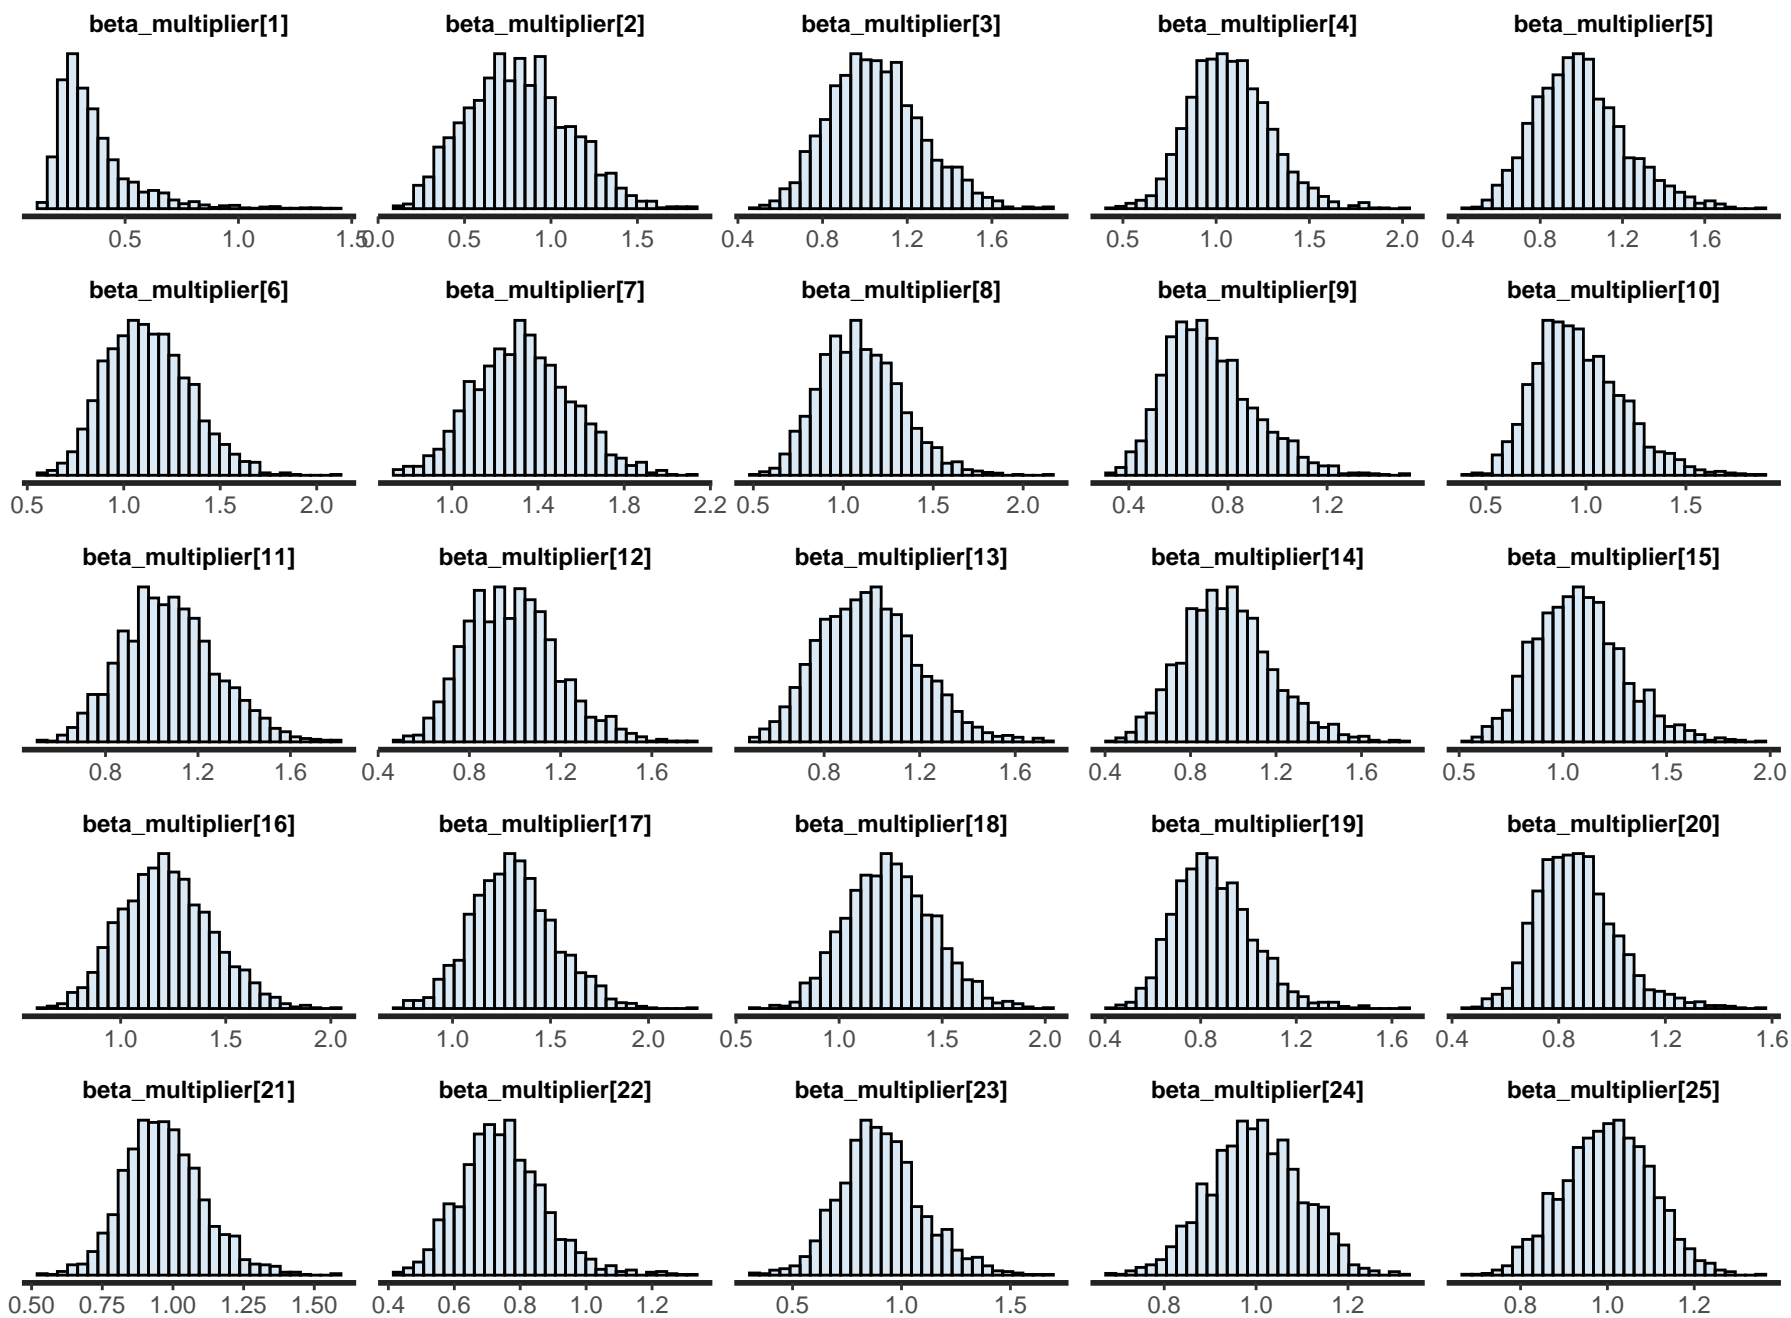 beta_multiplier[1] beta_multiplier[2] beta_multiplier[3] beta_multiplier[4] beta_multiplier[5]
0.5 1.0 1.5 0.0 0.5 1.0 1.5 0.4 0.8 1.2 1.6 0.5 1.0 1.5 2.0 0.4 0.8 1.2 1.6
beta_multiplier[6] beta_multiplier[7] beta_multiplier[8] beta_multiplier[9] beta_multiplier[10]
0.5 1.0 1.5 2.0 1.0 1.4 1.8 2.2 0.5 1.0 1.5 2.0 0.4 0.8 1.2 0.5 1.0 1.5
beta_multiplier[11] beta_multiplier[12] beta_multiplier[13] beta_multiplier[14] beta_multiplier[15]
0.8 1.2 1.6 0.4 0.8 1.2 1.6 0.8 1.2 1.6 0.4 0.8 1.2 1.6 0.5 1.0 1.5 2.0
beta_multiplier[16] beta_multiplier[17] beta_multiplier[18] beta_multiplier[19] beta_multiplier[20]
1.0 1.5 2.0 1.0 1.5 2.0 0.5 1.0 1.5 2.0 0.4 0.8 1.2 1.6 0.4 0.8 1.2 1.6
beta_multiplier[21] beta_multiplier[22] beta_multiplier[23] beta_multiplier[24] beta_multiplier[25]
0.50 0.75 1.00 1.25 1.50 0.4 0.6 0.8 1.0 1.2 0.5 1.0 1.5 0.8 1.0 1.2 0.8 1.0 1.2